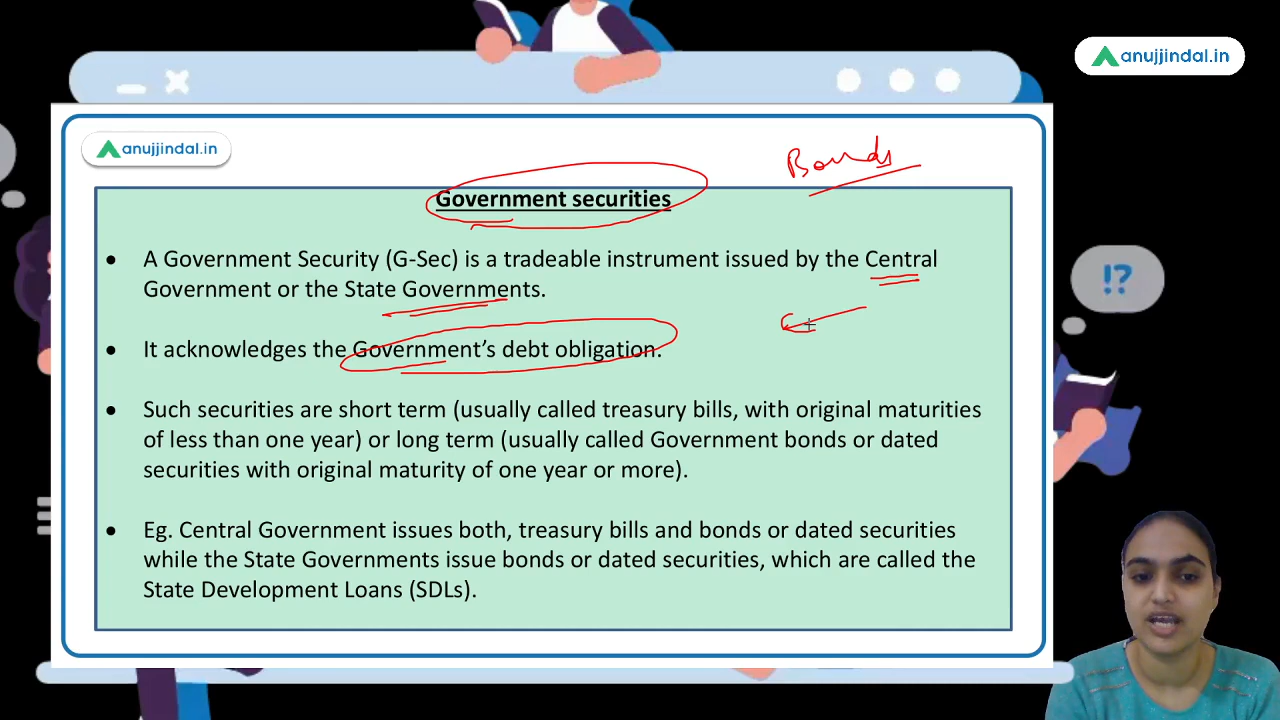 anujjindal.in
anujjindal.in
Bonds
Government securities
• A Government Security (G-Sec) is a tradeable instrument issued by the Central
Government or the State Governments.
• It acknowledges the Government’s debt obligation.
• Such securities are short term (usually called treasury bills, with original maturities
of less than one year) or long term (usually called Government bonds or dated
securities with original maturity of one year or more).
• Eg. Central Government issues both, treasury bills and bonds or dated securities
while the State Governments issue bonds or dated securities, which are called the
State Development Loans (SDLs).
!?